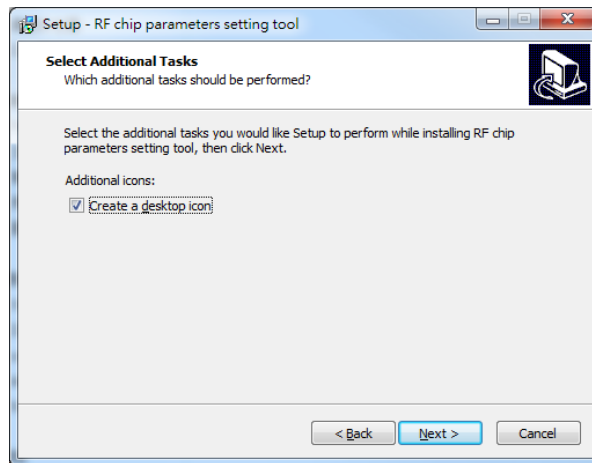 Setup - RF chip parameters setting tool
Select Additional Tasks
Which additional tasks should be performed?
Select the additional tasks you would like Setup to perform while installing RF chip
parameters setting tool, then click Next.
Additional icons:
Create a desktop icon
< Back
Next >
Cancel